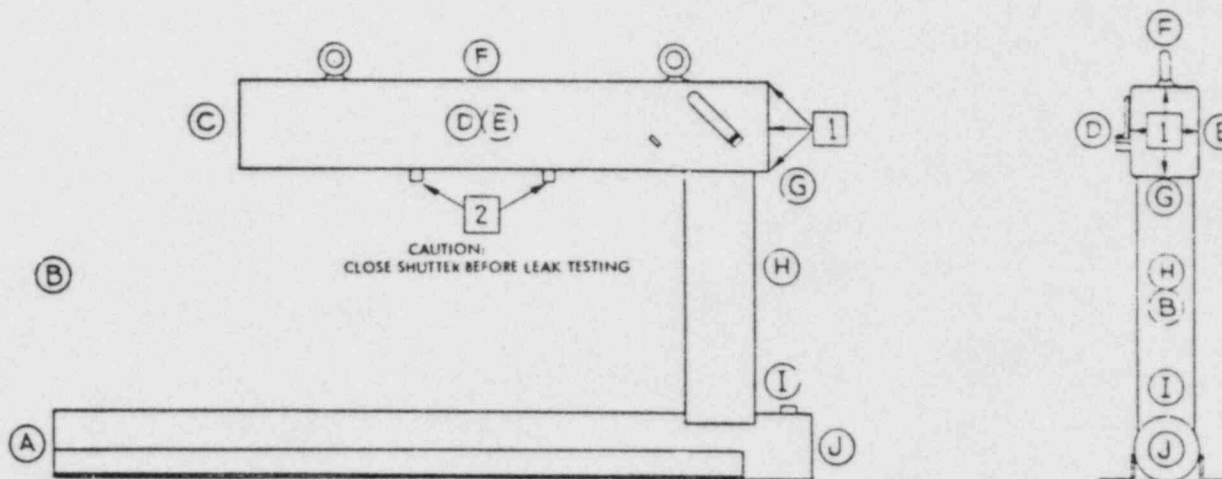 F
F
C
D (E)
1
D
1
E
G
G
2
CAUTION:
CLOSE SHUTTER BEFORE LEAK TESTING
B
H
H
B
I
I
A
J
J